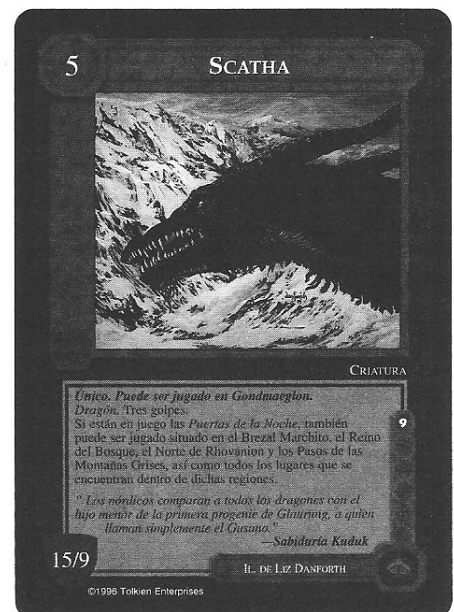 5
SCATHA
CRIATURA
Único. Puede ser jugado en Gondmaeglon.
Dragón. Tres golpes.
Si están en juego las Puertas de la Noche, también
puede ser jugado situado en el Brezal Marchito, el Reino
del Bosque, el Norte de Rhovanion y los Pasos de las
Montañas Grises, así como todos los lugares que se
encuentran dentro de dichas regiones.
9
"Los nórdicos comparan a todos los dragones con el
hijo menor de la primera progenie de Glaurung, a quien
llaman simplemente el Gusano."
—Sabiduría Kuduk
15/9
IL. DE LIZ DANFORTH
©1996 Tolkien Enterprises